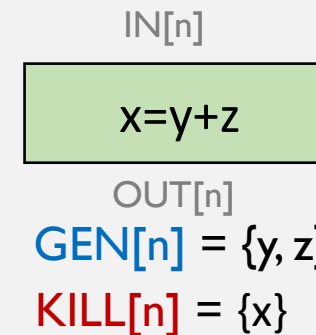 IN[n]
x=y+z
OUT[n]
GEN[n] = {y, z}
KILL[n] = {x}